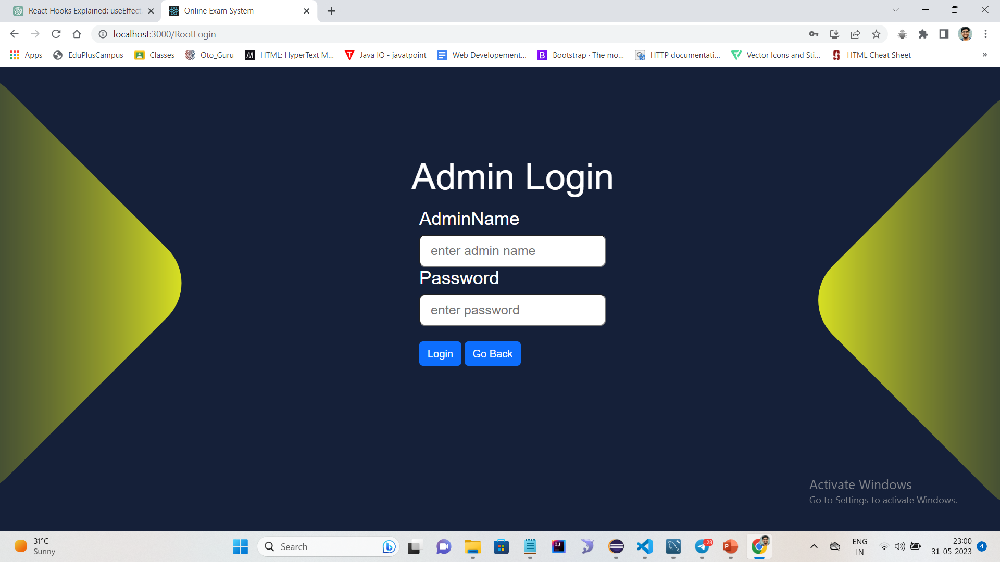 React Hooks Explained: useEffect,
Online Exam System
localhost:3000/RootLogin
Apps
EduPlusCampus
Classes
Oto_Guru
HTML: HyperText M...
Java IO - javatpoint
Web Developement...
Bootstrap · The mo...
HTTP documentati...
Vector Icons and Sti...
HTML Cheat Sheet
»
Admin Login
AdminName
enter admin name
Password
enter password
Login Go Back
Activate Windows
Go to Settings to activate Windows.
31°C
Sunny
Search
28
ENG
IN
23:00
31-05-2023
4